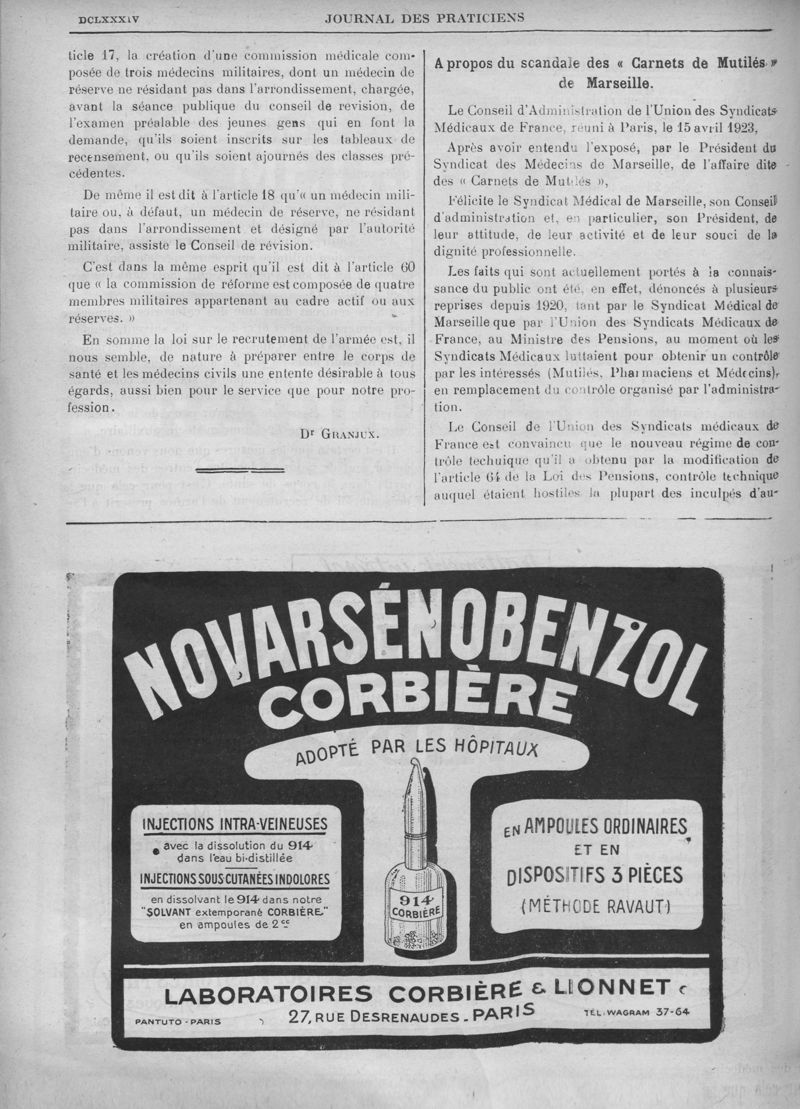 DCLXXXIV
JOURNAL DES PRATICIENS
ticle 17, la création d'une commission médicale com-
posée de trois médecins militaires, dont un médecin de
réserve ne résidant pas dans l'arrondissement, chargée,
avant la séance publique du conseil de revision, de
l'examen préalable des jeunes gens qui en font la
demande, qu'ils soient inscrits sur les tableaux de
recensement, ou qu'ils soient ajournés des classes pré-
cédentes.
De même il est dit à l'article 18 qu'« un médecin mili-
taire ou, à défaut, un médecin de réserve, ne résidant
pas dans l'arrondissement et désigné par l'autorité
militaire, assiste le Conseil de révision.
C'est dans la même esprit qu'il est dit à l'article 60
que « la commission de réforme est composée de quatre
membres militaires appartenant au cadre actif ou aux
réserves. »
En somme la loi sur le recrutement de l'armée est, il
nous semble, de nature à préparer entre le corps de
santé et les médecins civils une entente désirable à tous
égards, aussi bien pour le service que pour notre pro-
fession.
Dr GRANJUX.
A propos du scandale des « Carnets de Mutilés »
de Marseille.
Le Conseil d'Administration de l'Union des Syndicats
Médicaux de France, réuni à Paris, le 15 avril 1923,
Après avoir entendu l'exposé, par le Président du
Syndicat des Médecins de Marseille, de l'affaire dite
des « Carnets de Mutilés »,
Félicite le Syndicat Médical de Marseille, son Conseil
d'administration et, en particulier, son Président, de
leur attitude, de leur activité et de leur souci de la
dignité professionnelle.
Les faits qui sont actuellement portés à la connais-
sance du public ont été, en effet, dénoncés à plusieurs
reprises depuis 1920, tant par le Syndicat Médical de
Marseille que par l'Union des Syndicats Médicaux de
France, au Ministre des Pensions, au moment où les
Syndicats Médicaux luttaient pour obtenir un contrôle
par les intéressés (Mutilés, Pharmaciens et Médecins),
en remplacement du contrôle organisé par l'administra-
tion.
Le Conseil de l'Union des Syndicats médicaux de
France est convaincu que le nouveau régime de con-
trôle techuique qu'il a obtenu par la modification de
l'article 64 de la Loi des Pensions, contrôle technique
auquel étaient hostiles la plupart des inculpés d'au-
NOVARSÉNOBENZOL
CORBIÈRE
ADOPTÉ PAR LES HÔPITAUX
INJECTIONS INTRA-VEINEUSES
avec la dissolution du 914
dans l'eau bi-distillée
INJECTIONS SOUS CUTANÉES INDOLORES
en dissolvant le 914 dans notre
"SOLVANT extemporané CORBIÈRE"
en ampoules de 2cc
914
CORBIÈRE
EN AMPOULES ORDINAIRES
ET EN
DISPOSITIFS 3 PIÈCES
(MÉTHODE RAVAUT)
LABORATOIRES CORBIÈRE & LIONNET
PANTUTO - PARIS
27, RUE DESRENAUDES - PARIS
TÉL. WAGRAM 37-64